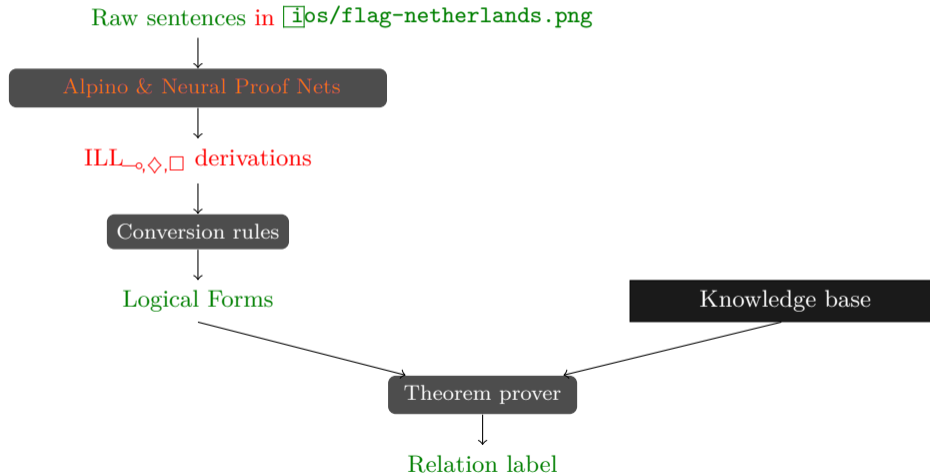 Raw sentences in ios/flag-netherlands.png
Alpino & Neural Proof Nets
ILL⊸,◇,□ derivations
Conversion rules
Logical Forms
Knowledge base
Theorem prover
Relation label